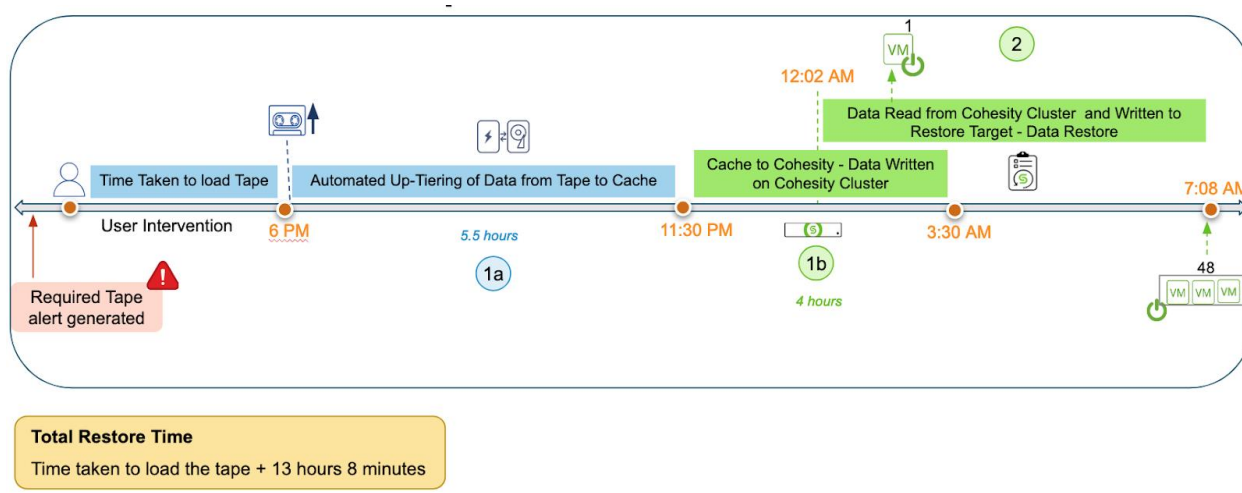 1
2
VM
12:02 AM
Data Read from Cohesity Cluster and Written to
Restore Target - Data Restore
Time Taken to load Tape
Automated Up-Tiering of Data from Tape to Cache
Cache to Cohesity - Data Written
on Cohesity Cluster
7:08 AM
User Intervention
6 PM
5.5 hours
11:30 PM
3:30 AM
1a
1b
4 hours
48
VM VM VM
Required Tape
alert generated
Total Restore Time
Time taken to load the tape + 13 hours 8 minutes